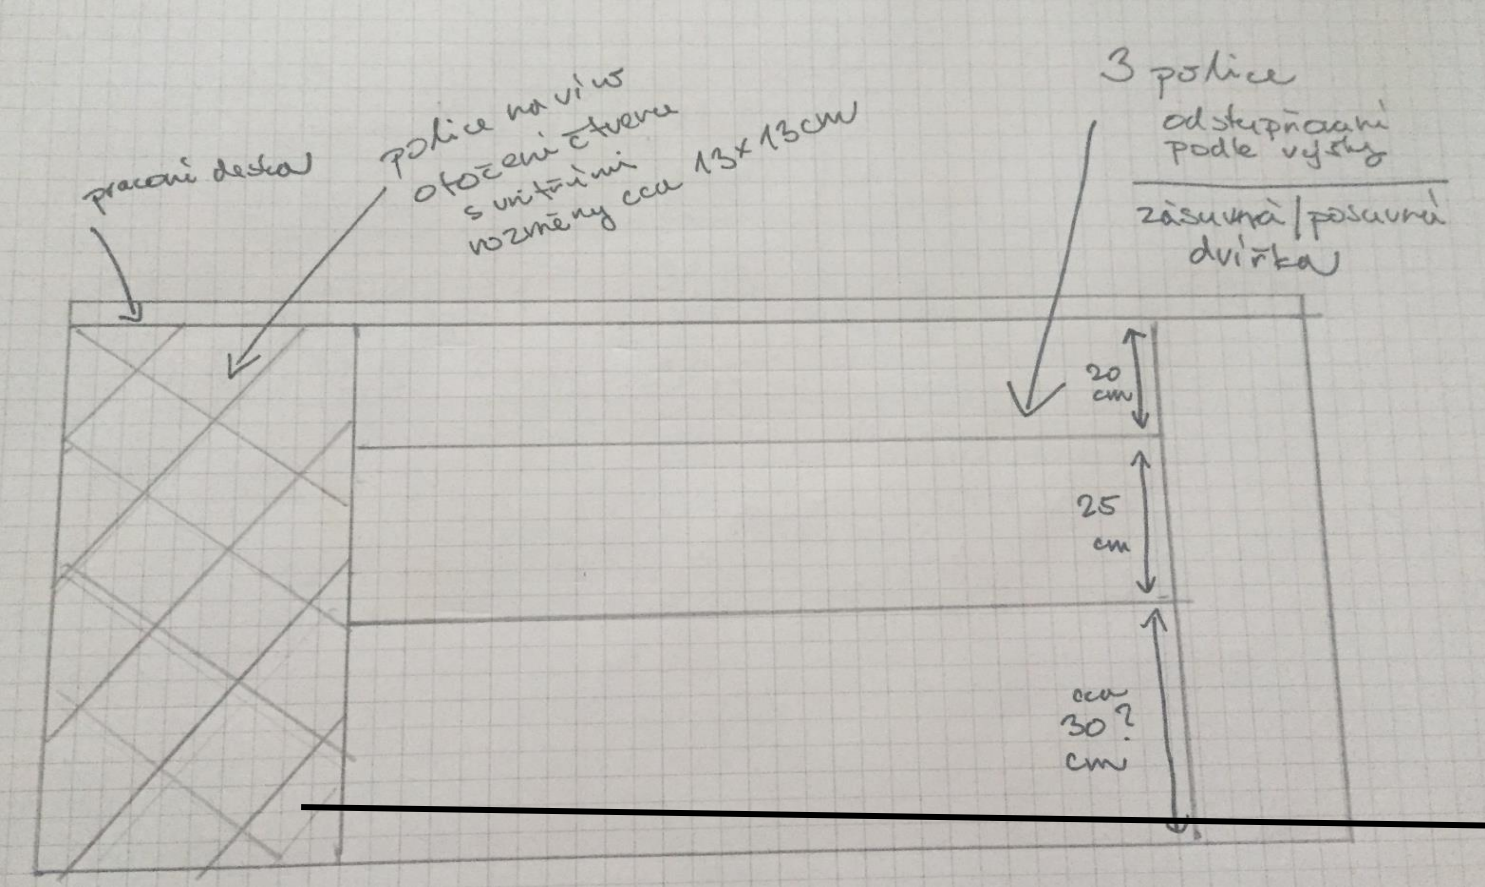 pracovní deska
police na víno
otočení čtverce
s vnitřními
rozměry cca 13×13cm
3 police
odstupňování
podle výšky
zásuvná/posuvná
dvířka
20
cm
25
cm
cca
30?
cm